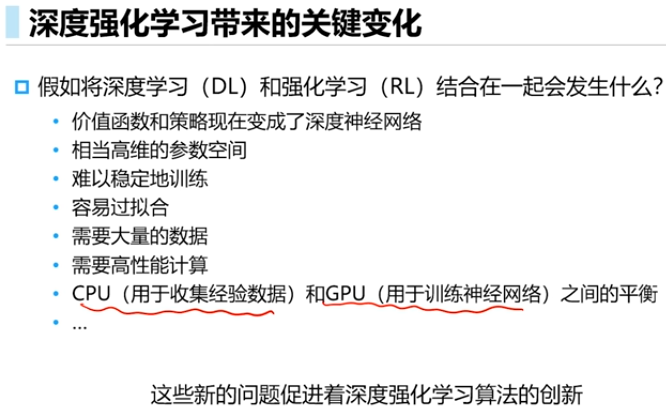 深度强化学习带来的关键变化
假如将深度学习（DL）和强化学习（RL）结合在一起会发生什么？
• 价值函数和策略现在变成了深度神经网络
• 相当高维的参数空间
• 难以稳定地训练
• 容易过拟合
• 需要大量的数据
• 需要高性能计算
• CPU（用于收集经验数据）和GPU（用于训练神经网络）之间的平衡
• ...
这些新的问题促进着深度强化学习算法的创新